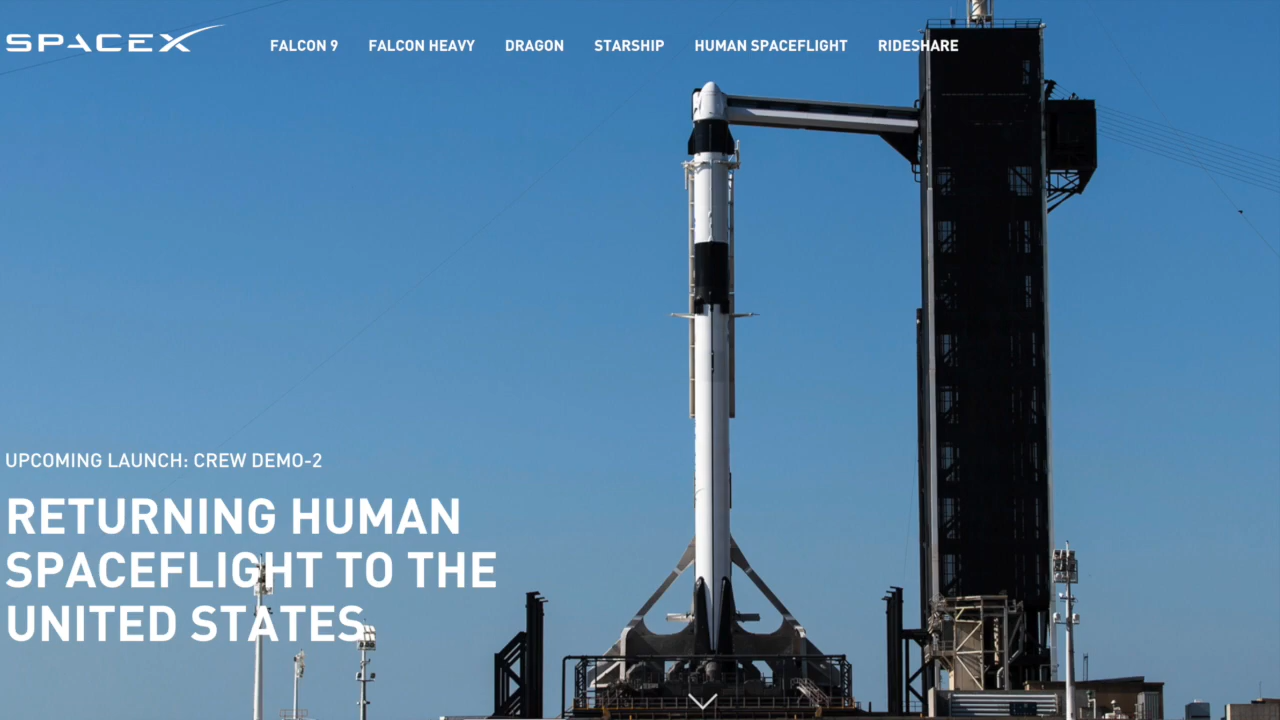 SPACEX
FALCON 9 FALCON HEAVY DRAGON STARSHIP HUMAN SPACEFLIGHT RIDESHARE
UPCOMING LAUNCH: CREW DEMO-2
RETURNING HUMAN
SPACEFLIGHT TO THE
UNITED STATES